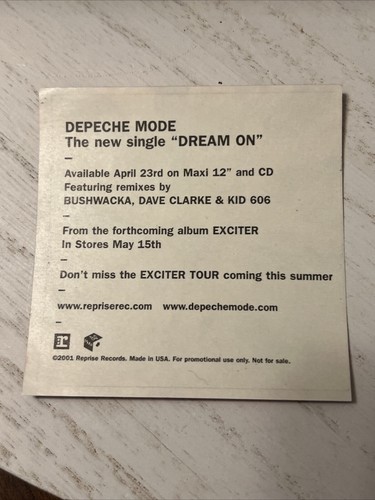 DEPECHE MODE
The new single “DREAM ON”
–
Available April 23rd on Maxi 12” and CD
Featuring remixes by
BUSHWACKA, DAVE CLARKE & KID 606
–
From the forthcoming album EXCITER
In Stores May 15th
–
Don’t miss the EXCITER TOUR coming this summer
–
www.repriserec.com www.depechemode.com
–
©2001 Reprise Records. Made in USA. For promotional use only. Not for sale.